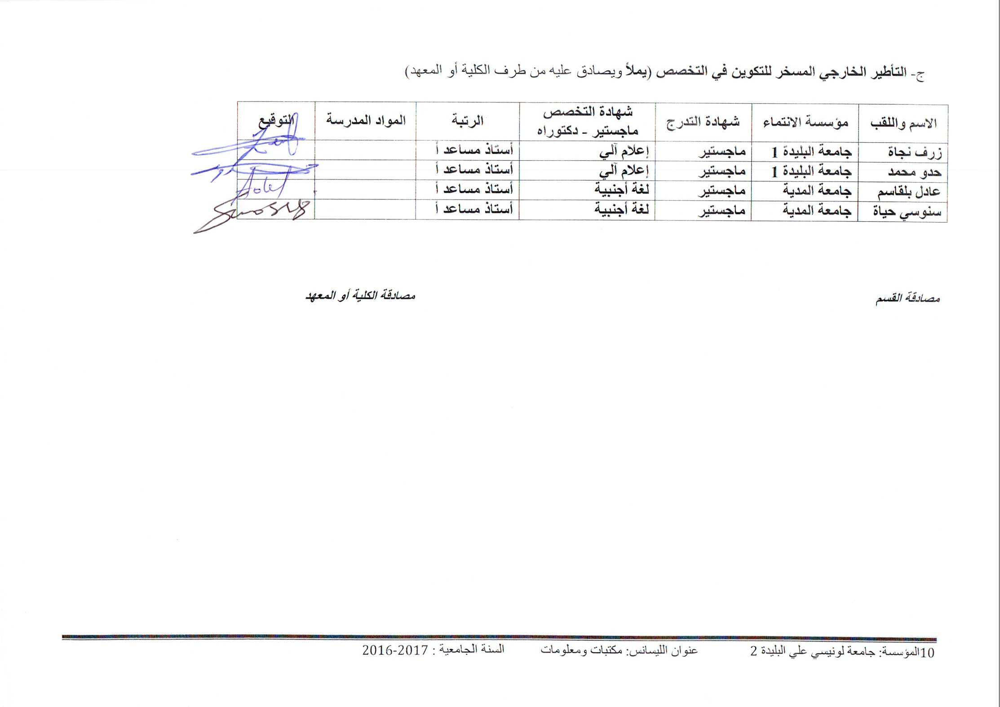 ج- التأطير الخارجي المسخر للتكوين في التخصص (يملأ ويصادق عليه من طرف الكلية أو المعهد)
الاسم واللقب مؤسسة الانتماء شهادة التدرج شهادة التخصص ماجستير - دكتوراه الرتبة المواد المدرسة التوقيع
زرف نجاة جامعة البليدة 1 ماجستير إعلام آلي أستاذ مساعد أ
حدو محمد جامعة البليدة 1 ماجستير إعلام آلي أستاذ مساعد أ
عادل بلقاسم جامعة المدية ماجستير لغة أجنبية أستاذ مساعد أ
سنوسي حياة جامعة المدية ماجستير لغة أجنبية أستاذ مساعد أ
مصادقة القسم مصادقة الكلية أو المعهد
10المؤسسة: جامعة لونيسي علي البليدة 2 عنوان الليسانس: مكتبات ومعلومات السنة الجامعية : 2017-2016